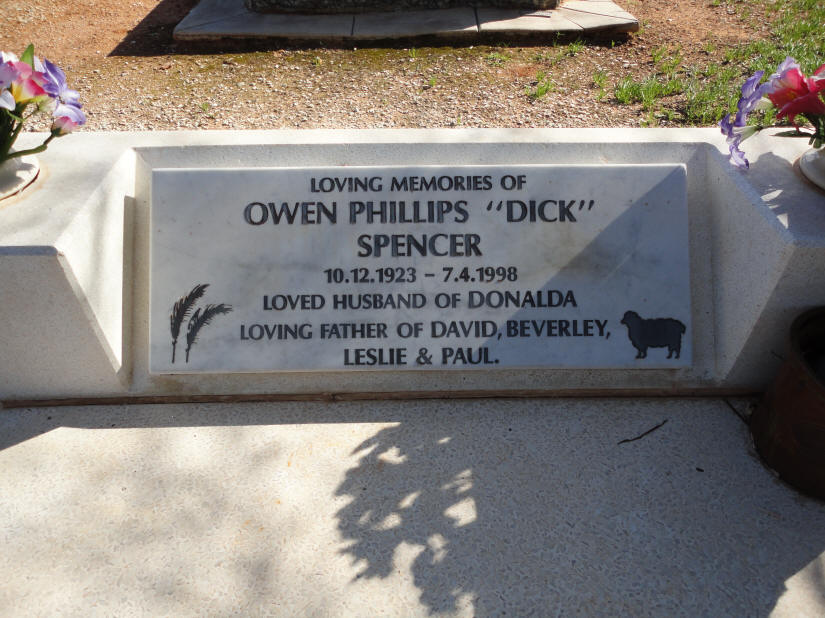 LOVING MEMORIES OF
OWEN PHILLIPS "DICK"
SPENCER
10.12.1923 - 7.4.1998
LOVED HUSBAND OF DONALDA
LOVING FATHER OF DAVID, BEVERLEY,
LESLIE & PAUL.